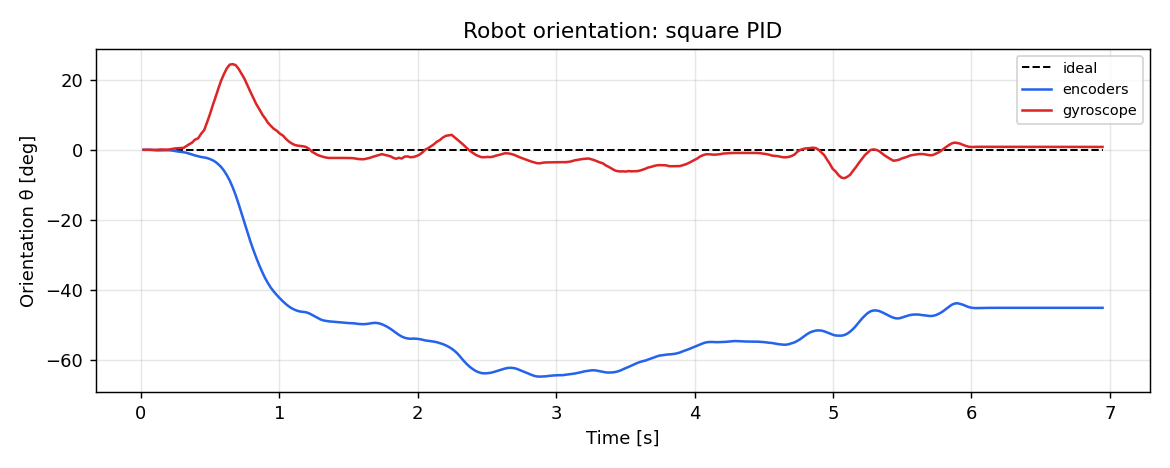 Robot orientation: square PID
ideal
encoders
gyroscope
Orientation θ [deg]
20
0
−20
−40
−60
0 1 2 3 4 5 6 7
Time [s]